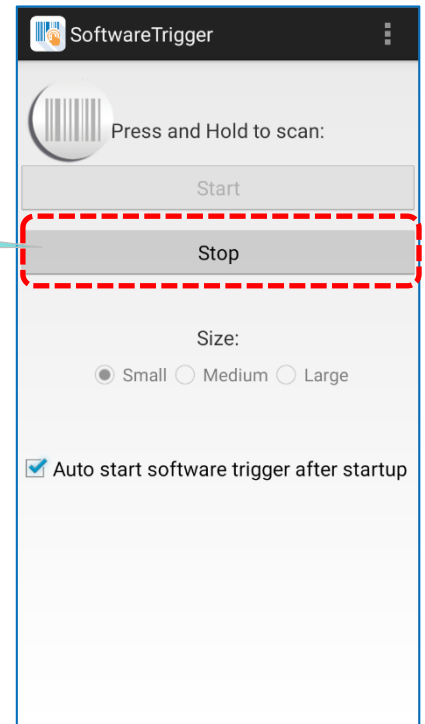 SoftwareTrigger
Press and Hold to scan:
Start
Stop
Size:
Small Medium Large
Auto start software trigger after startup